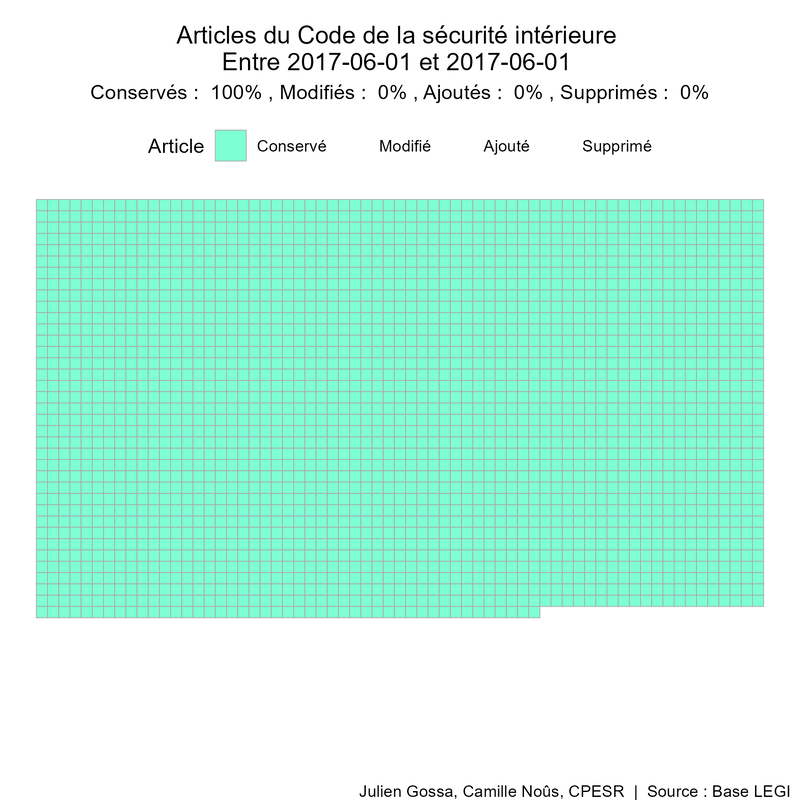 Articles du Code de la sécurité intérieure
Entre 2017-06-01 et 2017-06-01
Conservés :  100% , Modifiés :  0% , Ajoutés :  0% , Supprimés :  0%
Article Conservé Modifié Ajouté Supprimé
Julien Gossa, Camille Noûs, CPESR | Source : Base LEGI